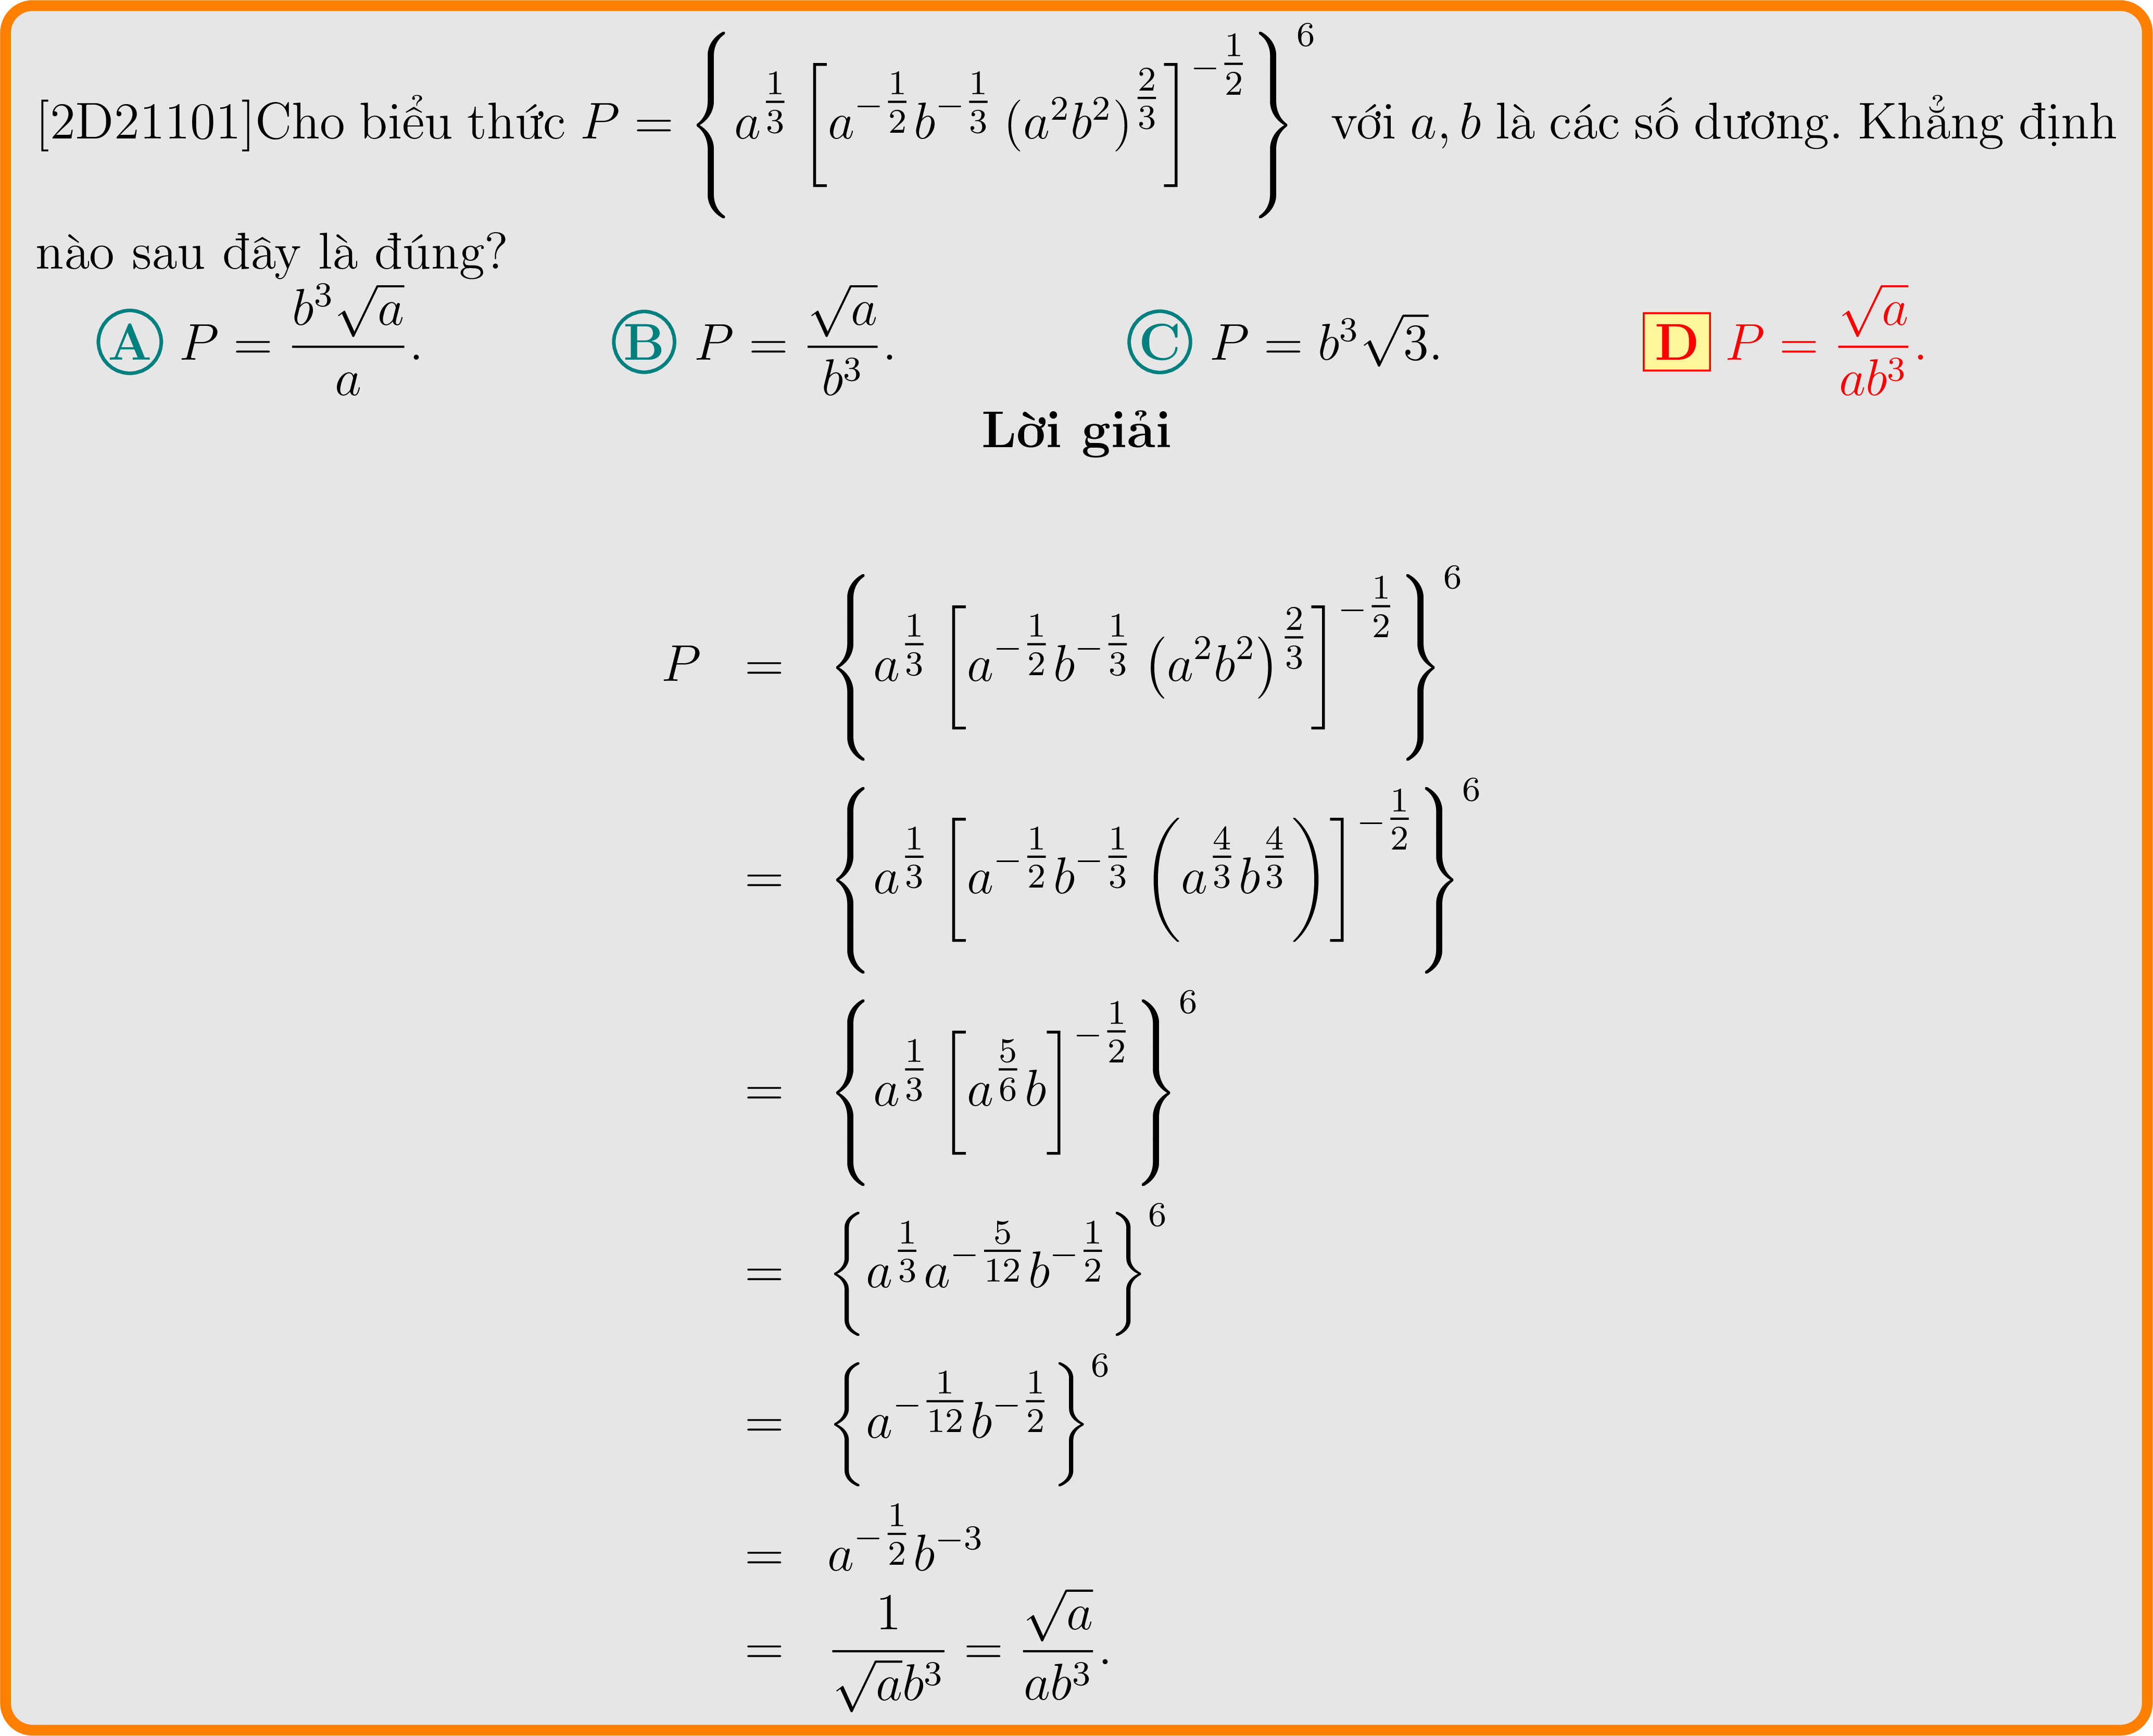 [2D21101]Cho biểu thức $P = \left\{ a^{\frac{1}{3}} \left[ a^{-\frac{1}{2}} b^{-\frac{1}{3}} \left( a^2 b^2 \right)^{\frac{2}{3}} \right]^{-\frac{1}{2}} \right\}^6$ với $a, b$ là các số dương. Khẳng định
nào sau đây là đúng?
A $P = \frac{b^3\sqrt{a}}{a}$. B $P = \frac{\sqrt{a}}{b^3}$. C $P = b^3\sqrt{3}$. D $P = \frac{\sqrt{a}}{ab^3}$.
Lời giải
$P = \left\{ a^{\frac{1}{3}} \left[ a^{-\frac{1}{2}} b^{-\frac{1}{3}} \left( a^2 b^2 \right)^{\frac{2}{3}} \right]^{-\frac{1}{2}} \right\}^6$
$= \left\{ a^{\frac{1}{3}} \left[ a^{-\frac{1}{2}} b^{-\frac{1}{3}} \left( a^{\frac{4}{3}} b^{\frac{4}{3}} \right) \right]^{-\frac{1}{2}} \right\}^6$
$= \left\{ a^{\frac{1}{3}} \left[ a^{\frac{5}{6}} b \right]^{-\frac{1}{2}} \right\}^6$
$= \left\{ a^{\frac{1}{3}} a^{-\frac{5}{12}} b^{-\frac{1}{2}} \right\}^6$
$= \left\{ a^{-\frac{1}{12}} b^{-\frac{1}{2}} \right\}^6$
$= a^{-\frac{1}{2}} b^{-3}$
$= \frac{1}{\sqrt{a}b^3} = \frac{\sqrt{a}}{ab^3}$.